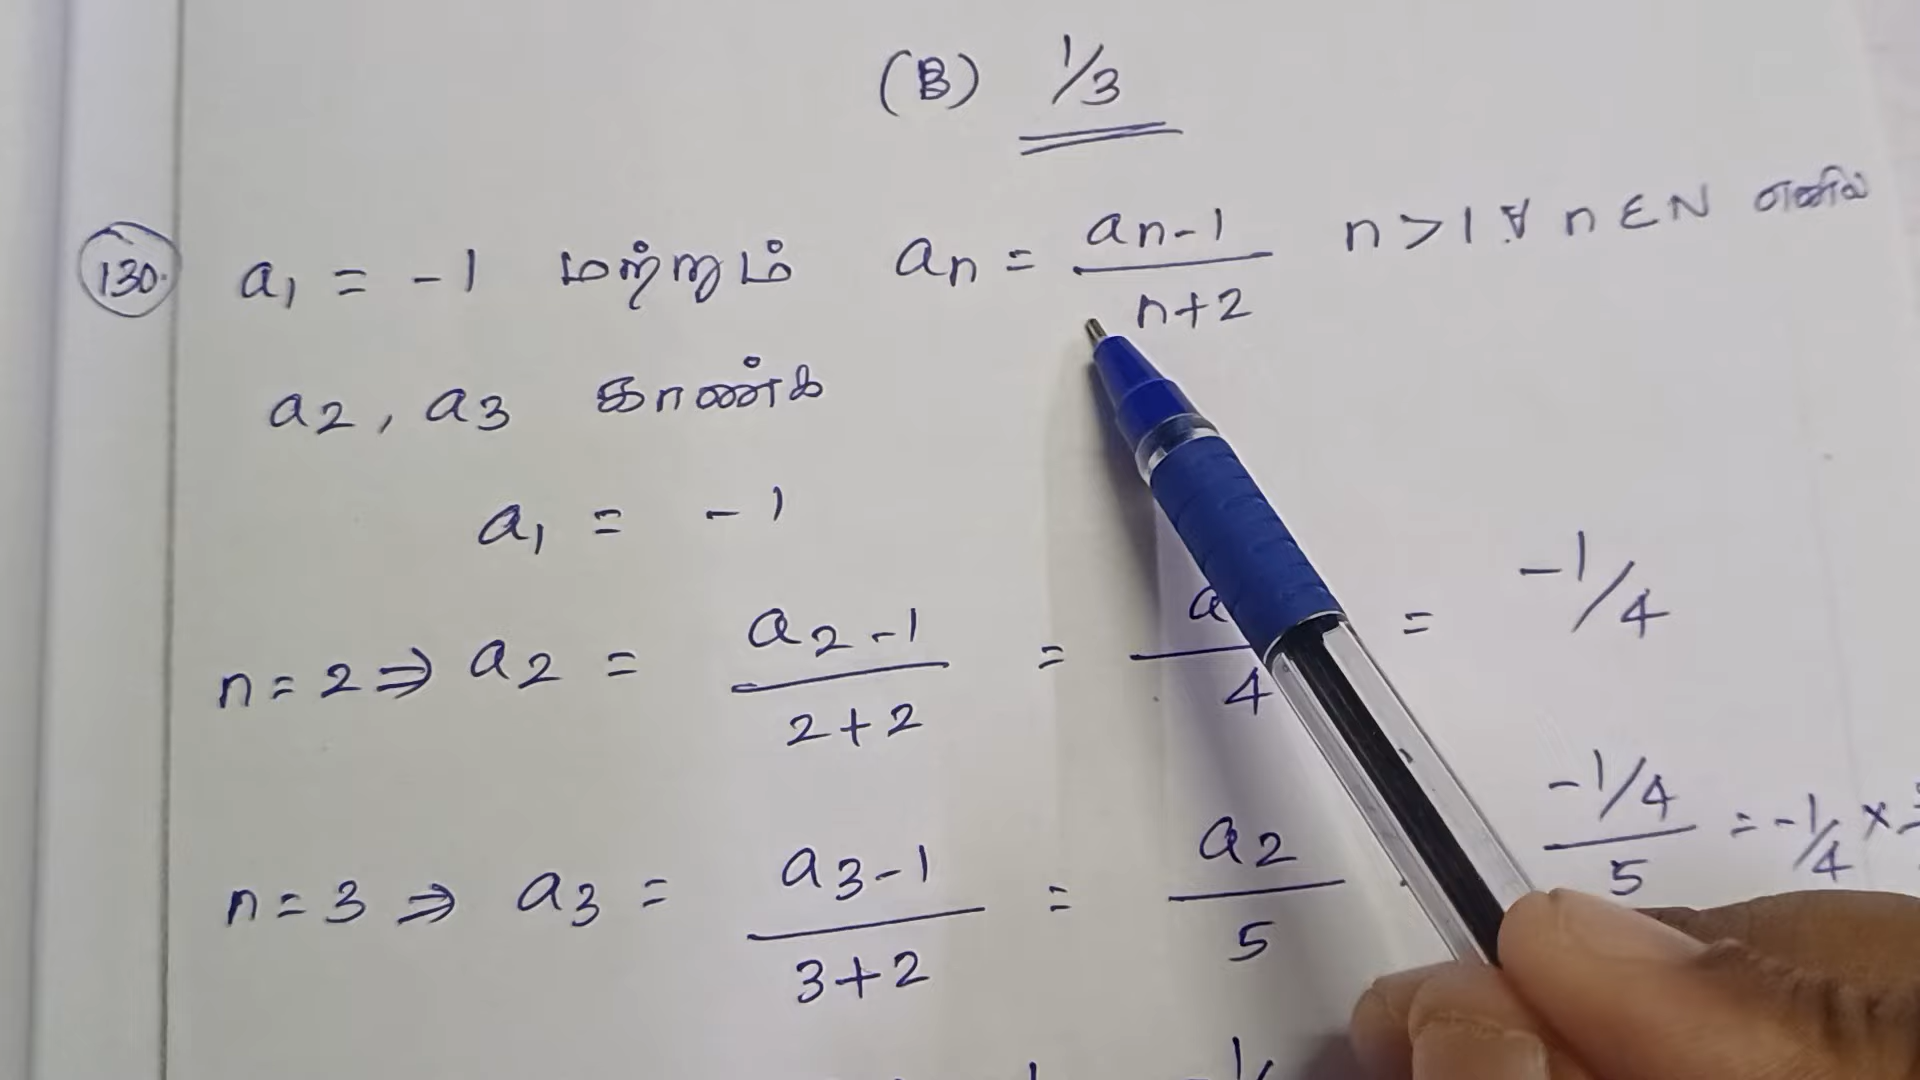 (B) 1/3
130. a1 = -1 மற்றும் an = an-1 / n+2 n > 1 ∀ n ∈ N எனில்
a2, a3 காண்க
a1 = -1
n = 2 ⇒ a2 = a2-1 / 2+2 = a / 4 = -1/4
n = 3 ⇒ a3 = a3-1 / 3+2 = a2 / 5 -1/4 / 5 = -1/4 ×